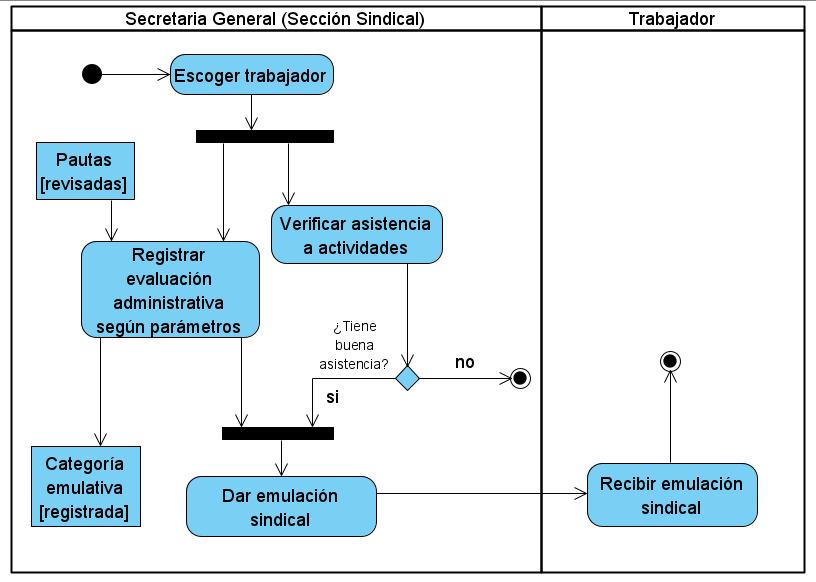 Secretaria General (Sección Sindical)
Trabajador
Escoger trabajador
Pautas
[revisadas]
Verificar asistencia
a actividades
Registrar
evaluación
administrativa
según parámetros
¿Tiene
buena
asistencia?
no
si
Categoría
emulativa
[registrada]
Dar emulación
sindical
Recibir emulación
sindical